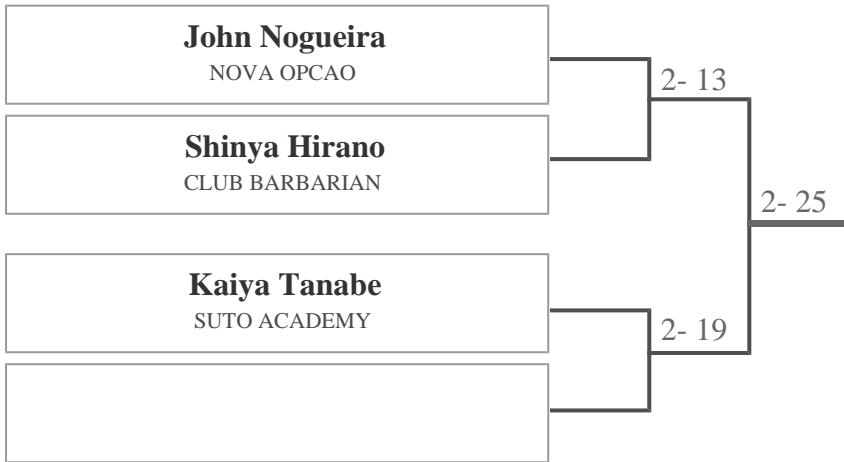 John Nogueira
NOVA OPCAO
2- 13
Shinya Hirano
CLUB BARBARIAN
2- 25
Kaiya Tanabe
SUTO ACADEMY
2- 19